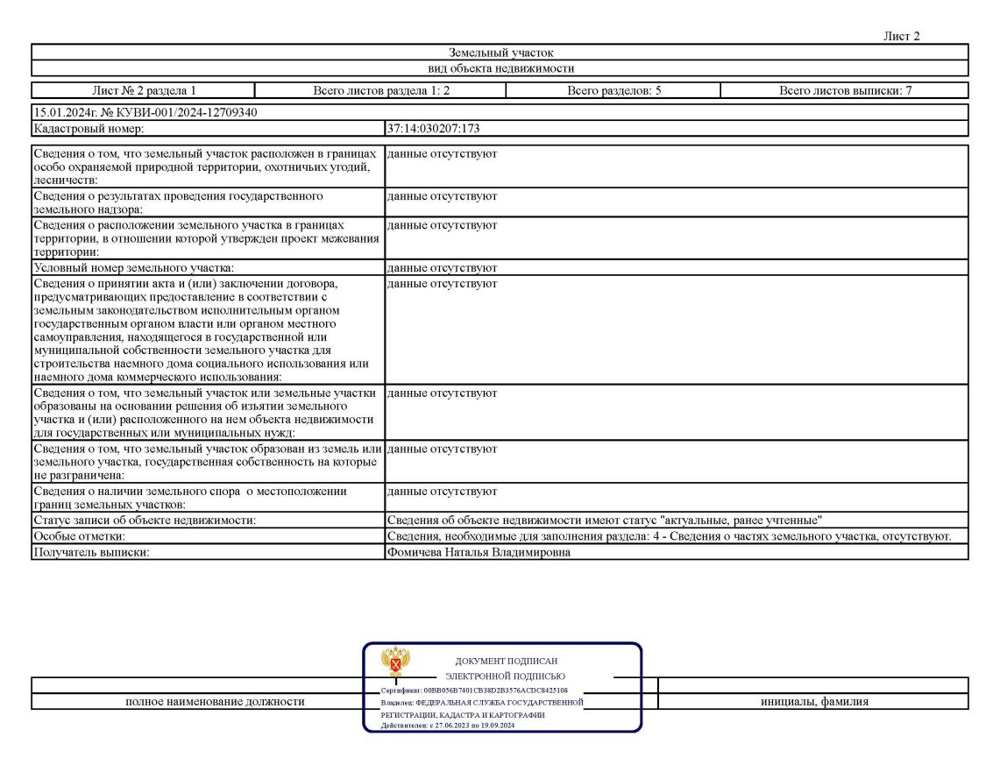 Лист 2
Земельный участок
вид объекта недвижимости
Лист № 2 раздела 1 Всего листов раздела 1: 2 Всего разделов: 5 Всего листов выписки: 7
15.01.2024г. № КУВИ-001/2024-12709340
Кадастровый номер: 37:14:030207:173
Сведения о том, что земельный участок расположен в границах данные отсутствуют
особо охраняемой природной территории, охотничьих угодий,
лесничеств:
Сведения о результатах проведения государственного данные отсутствуют
земельного надзора:
Сведения о расположении земельного участка в границах данные отсутствуют
территории, в отношении которой утвержден проект межевания
территории:
Условный номер земельного участка: данные отсутствуют
Сведения о принятии акта и (или) заключении договора, данные отсутствуют
предусматривающих предоставление в соответствии с
земельным законодательством исполнительным органом
государственным органом власти или органом местного
самоуправления, находящегося в государственной или
муниципальной собственности земельного участка для
строительства наемного дома социального использования или
наемного дома коммерческого использования:
Сведения о том, что земельный участок или земельные участки данные отсутствуют
образованы на основании решения об изъятии земельного
участка и (или) расположенного на нем объекта недвижимости
для государственных или муниципальных нужд:
Сведения о том, что земельный участок образован из земель или данные отсутствуют
земельного участка, государственная собственность на которые
не разграничена:
Сведения о наличии земельного спора о местоположении данные отсутствуют
границ земельных участков:
Статус записи об объекте недвижимости: Сведения об объекте недвижимости имеют статус "актуальные, ранее учтенные"
Особые отметки: Сведения, необходимые для заполнения раздела: 4 - Сведения о частях земельного участка, отсутствуют.
Получатель выписки: Фомичева Наталья Владимировна
ДОКУМЕНТ ПОДПИСАН
ЭЛЕКТРОННОЙ ПОДПИСЬЮ
Сертификат: 00BB056B7401CB38D2B3576ACDC8425108
Владелец: ФЕДЕРАЛЬНАЯ СЛУЖБА ГОСУДАРСТВЕННОЙ
РЕГИСТРАЦИИ, КАДАСТРА И КАРТОГРАФИИ
Действителен: с 27.06.2023 по 19.09.2024
полное наименование должности инициалы, фамилия